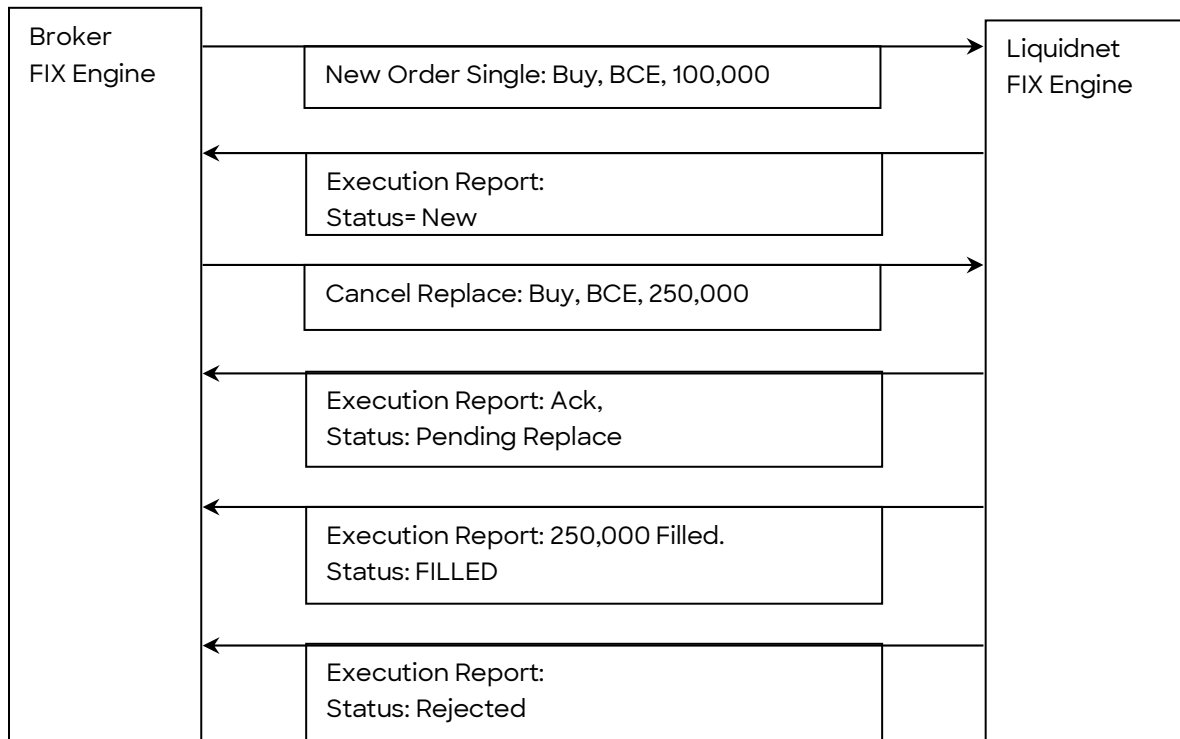 Broker
FIX Engine
Liquidnet
FIX Engine
New Order Single: Buy, BCE, 100,000
Execution Report:
Status= New
Cancel Replace: Buy, BCE, 250,000
Execution Report: Ack,
Status: Pending Replace
Execution Report: 250,000 Filled.
Status: FILLED
Execution Report:
Status: Rejected